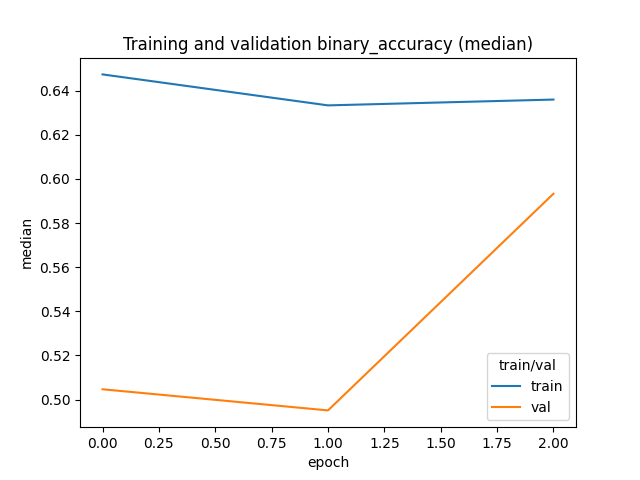 Training and validation binary_accuracy (median)
0.64
0.62
0.60
0.58
0.56
0.54
0.52
0.50
median
train/val
train
val
0.00 0.25 0.50 0.75 1.00 1.25 1.50 1.75 2.00
epoch